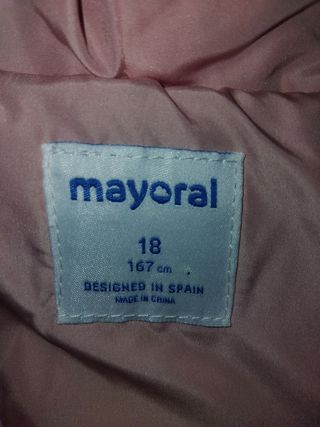 mayoral
18
167 cm
DESIGNED IN SPAIN
MADE IN CHINA